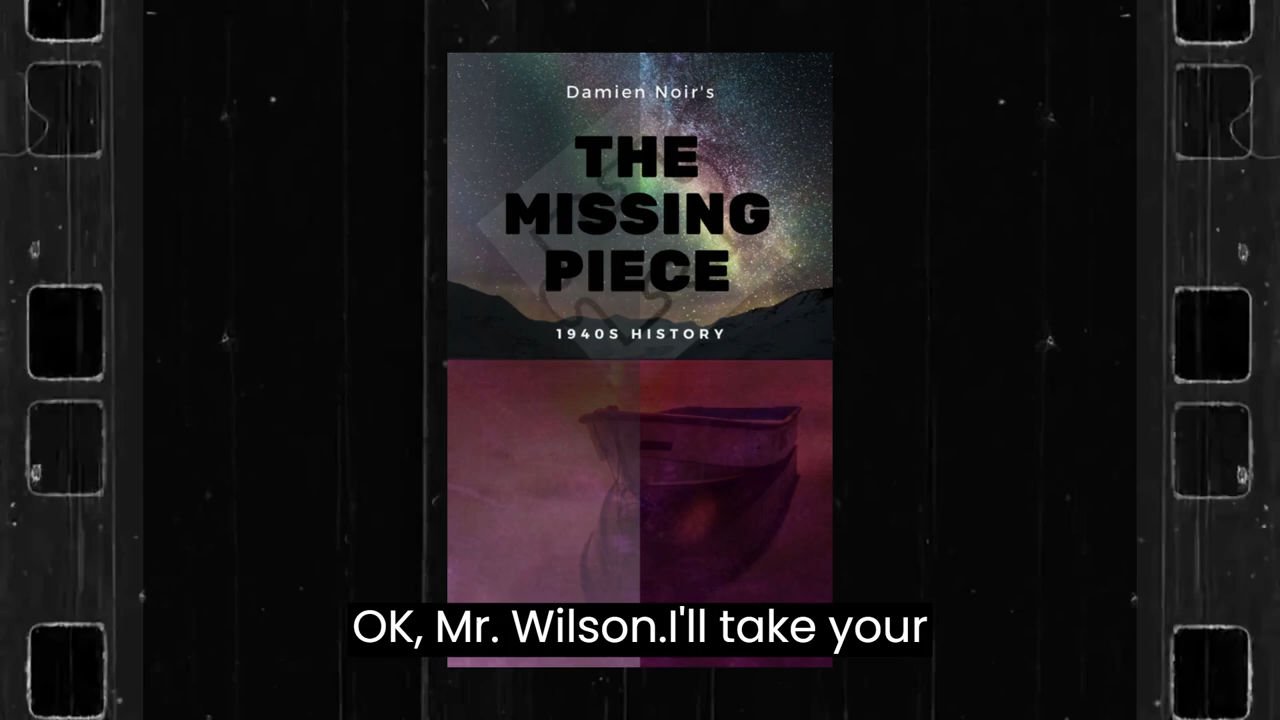 Damien Noir's
THE
MISSING
PIECE
1940S HISTORY
OK, Mr. Wilson.I'll take your